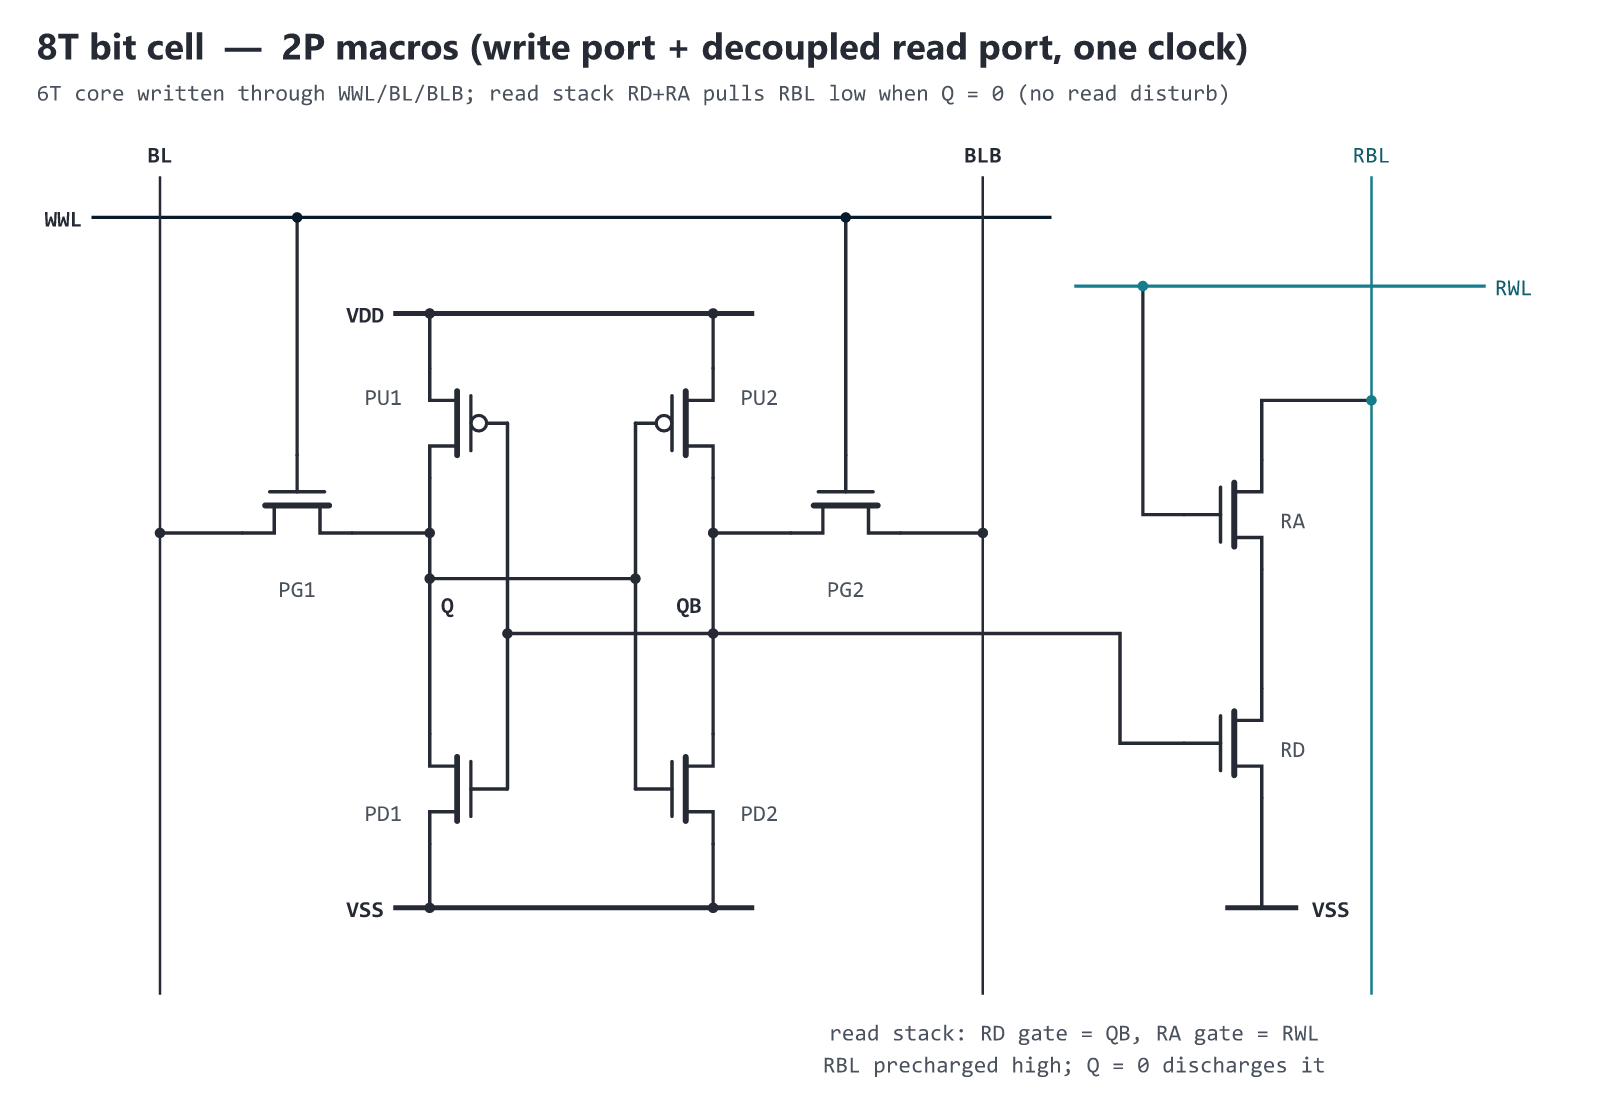 8T bit cell — 2P macros (write port + decoupled read port, one clock)
6T core written through WWL/BL/BLB; read stack RD+RA pulls RBL low when Q = 0 (no read disturb)
BL
BLB
RBL
WWL
RWL
VDD
PU1
PU2
RA
PG1
Q
QB
PG2
RD
PD1
PD2
VSS
VSS
read stack: RD gate = QB, RA gate = RWL
RBL precharged high; Q = 0 discharges it